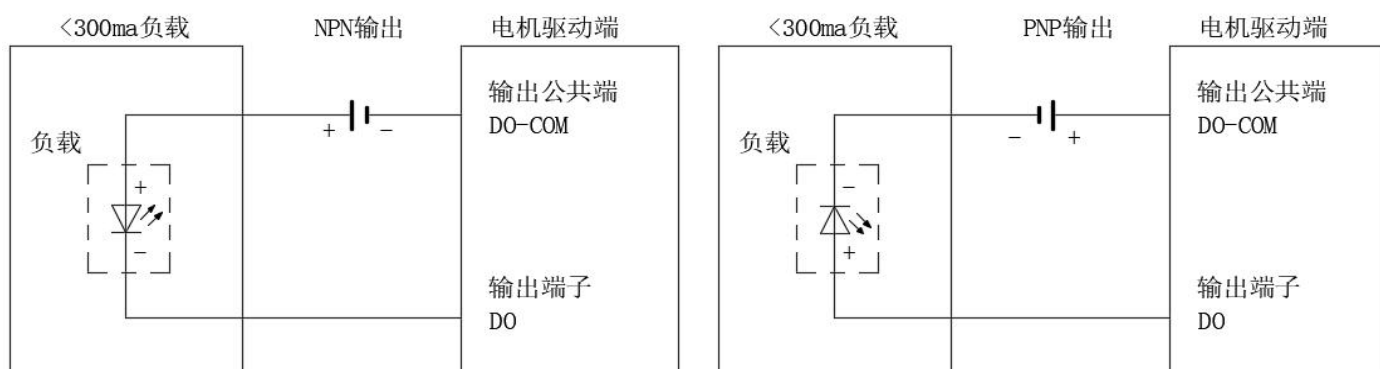 <300ma负载 NPN输出 电机驱动端
输出公共端
DO-COM
+ -
负载
+
-
输出端子
DO
<300ma负载 PNP输出 电机驱动端
输出公共端
DO-COM
- +
负载
-
+
输出端子
DO